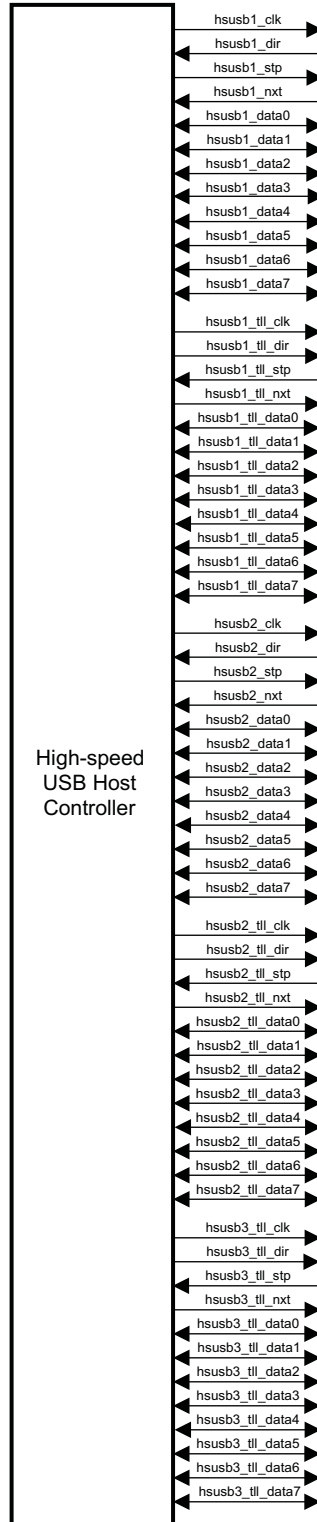 hsusb1_clk
hsusb1_dir
hsusb1_stp
hsusb1_nxt
hsusb1_data0
hsusb1_data1
hsusb1_data2
hsusb1_data3
hsusb1_data4
hsusb1_data5
hsusb1_data6
hsusb1_data7
hsusb1_tll_clk
hsusb1_tll_dir
hsusb1_tll_stp
hsusb1_tll_nxt
hsusb1_tll_data0
hsusb1_tll_data1
hsusb1_tll_data2
hsusb1_tll_data3
hsusb1_tll_data4
hsusb1_tll_data5
hsusb1_tll_data6
hsusb1_tll_data7
hsusb2_clk
hsusb2_dir
hsusb2_stp
hsusb2_nxt
hsusb2_data0
hsusb2_data1
hsusb2_data2
hsusb2_data3
hsusb2_data4
hsusb2_data5
hsusb2_data6
hsusb2_data7
High-speed
USB Host
Controller
hsusb2_tll_clk
hsusb2_tll_dir
hsusb2_tll_stp
hsusb2_tll_nxt
hsusb2_tll_data0
hsusb2_tll_data1
hsusb2_tll_data2
hsusb2_tll_data3
hsusb2_tll_data4
hsusb2_tll_data5
hsusb2_tll_data6
hsusb2_tll_data7
hsusb3_tll_clk
hsusb3_tll_dir
hsusb3_tll_stp
hsusb3_tll_nxt
hsusb3_tll_data0
hsusb3_tll_data1
hsusb3_tll_data2
hsusb3_tll_data3
hsusb3_tll_data4
hsusb3_tll_data5
hsusb3_tll_data6
hsusb3_tll_data7